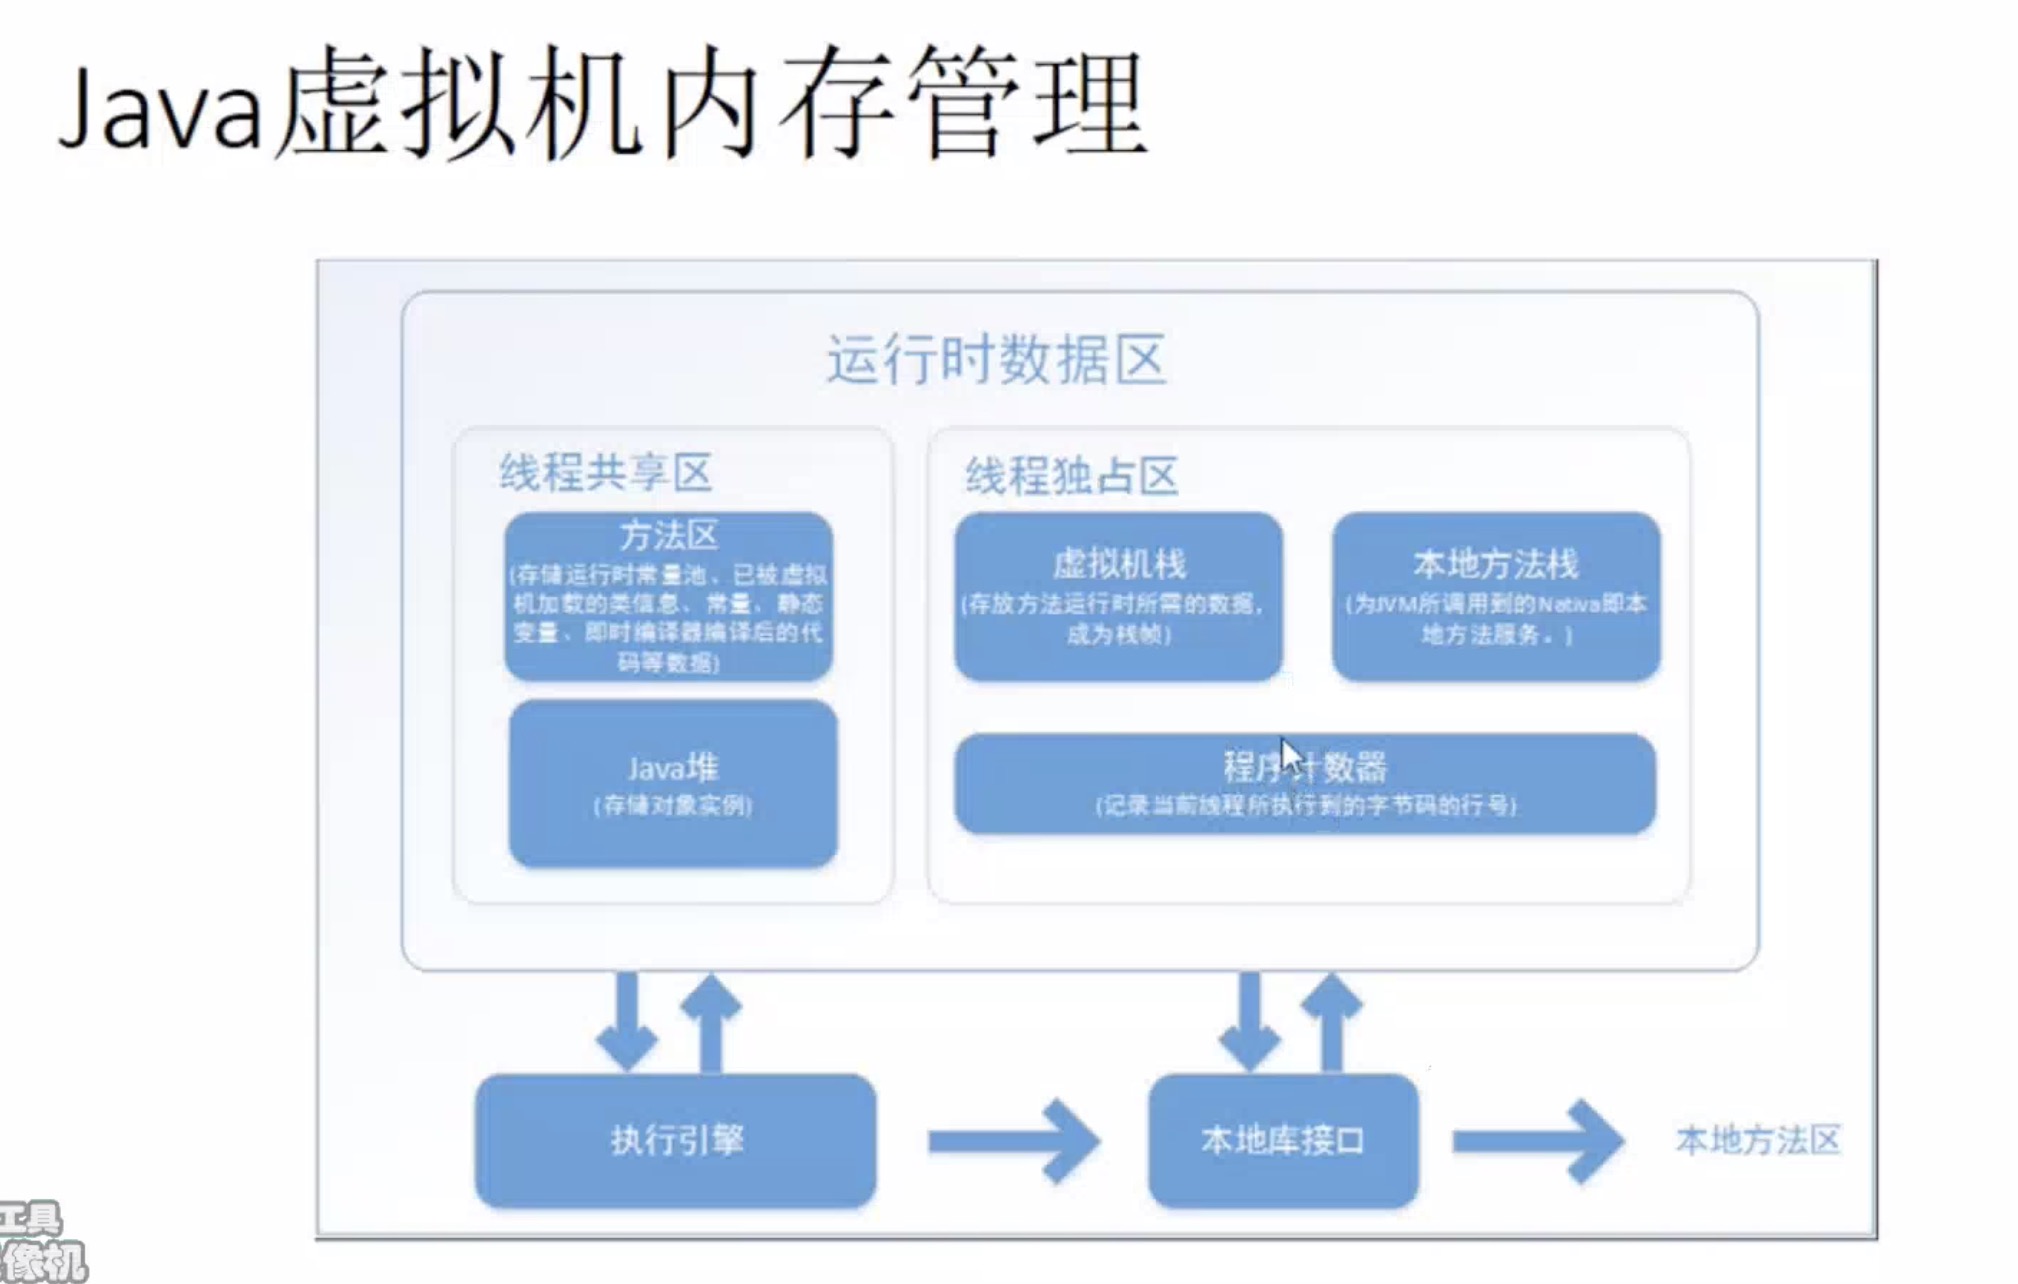 Java虚拟机内存管理
运行时数据区
线程共享区
方法区
(存储运行时常量池、已被虚拟
机加载的类信息、常量、静态
变量、即时编译器编译后的代
码等数据)
Java堆
(存储对象实例)
线程独占区
虚拟机栈
(存放方法运行时所需的数据,
成为栈帧)
本地方法栈
(为JVM所调用到的Nativa即本
地方法服务。)
程序计数器
(记录当前线程所执行到的字节码的行号)
执行引擎
本地库接口
本地方法区
工具
像机